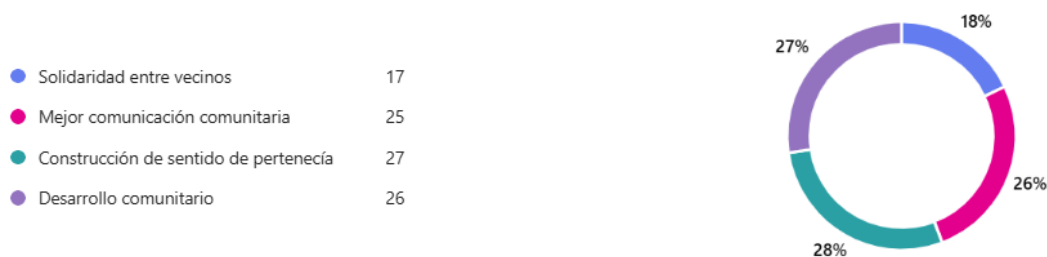 Solidaridad entre vecinos 17
Mejor comunicación comunitaria 25
Construcción de sentido de pertenecía 27
Desarrollo comunitario 26
18%
27%
26%
28%